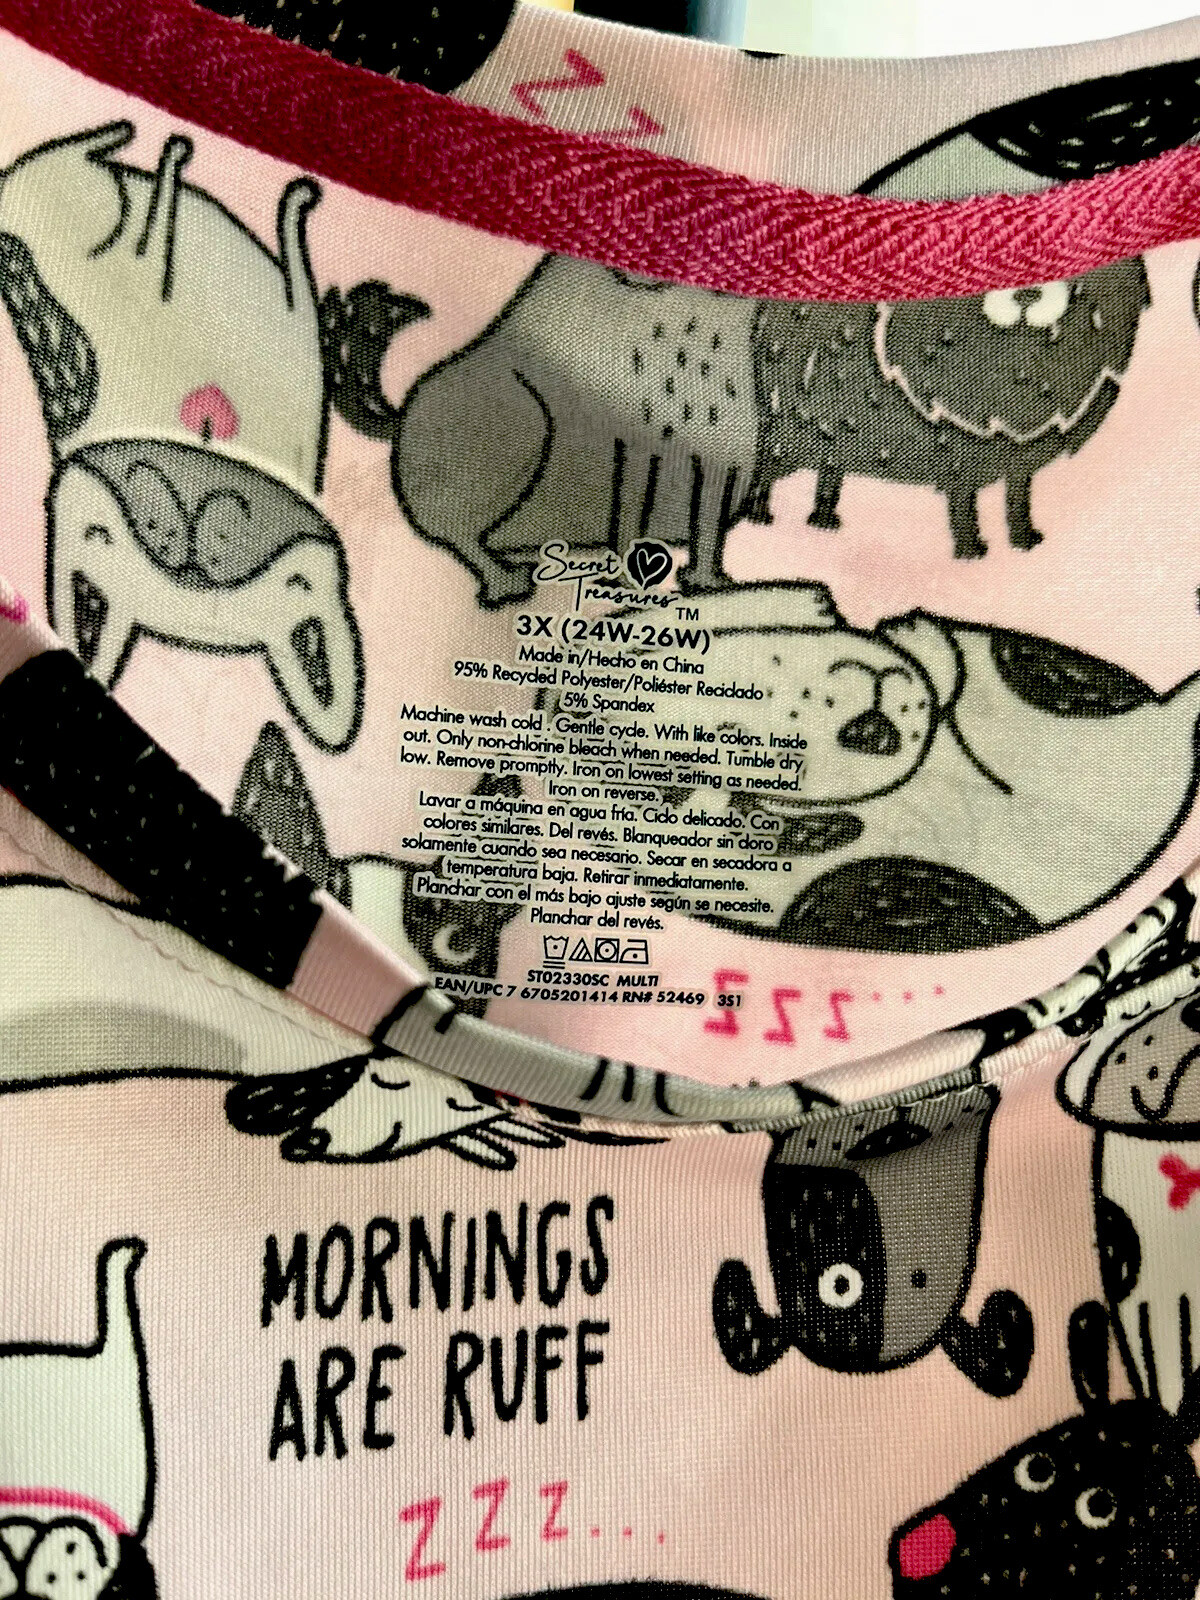 z
z
Secret
Treasures™
3X (24W-26W)
Made in/Hecho en China
95% Recycled Polyester/Poliéster Reciclado
5% Spandex
Machine wash cold . Gentle cycle. With like colors. Inside
out. Only non-chlorine bleach when needed. Tumble dry
low. Remove promptly. Iron on lowest setting as needed.
Iron on reverse.
Lavar a máquina en agua fría. Ciclo delicado. Con
colores similares. Del revés. Blanqueador sin cloro
solamente cuando sea necesario. Secar en secadora a
temperatura baja. Retirar inmediatamente.
Planchar con el más bajo ajuste según se necesite.
Planchar del revés.
ST02330SC MULTI
EAN/UPC 7 6705201414 RN# 52469 3S1
z z z...
MORNINGS
ARE RUFF
z z z...